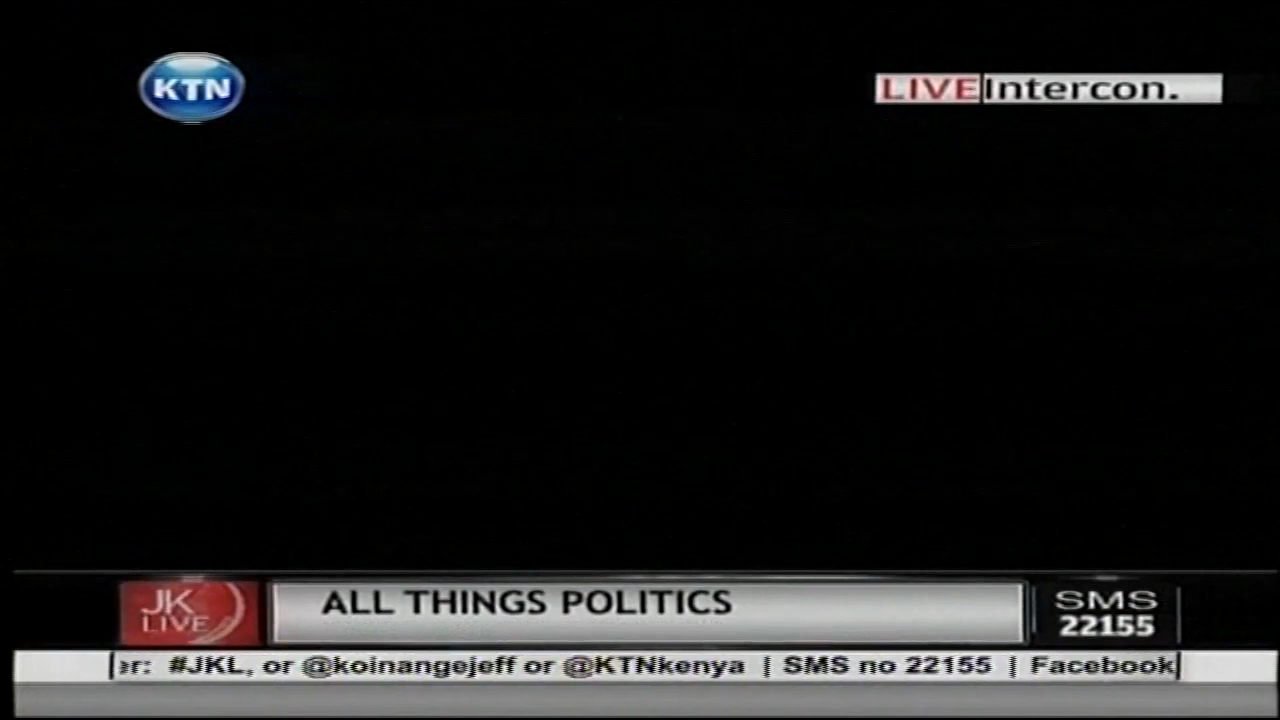 KTN
LIVE Intercon.
JK
LIVE
ALL THINGS POLITICS
SMS
22155
er: #JKL, or @koinangejeff or @KTNkenya | SMS no 22155 | Facebook